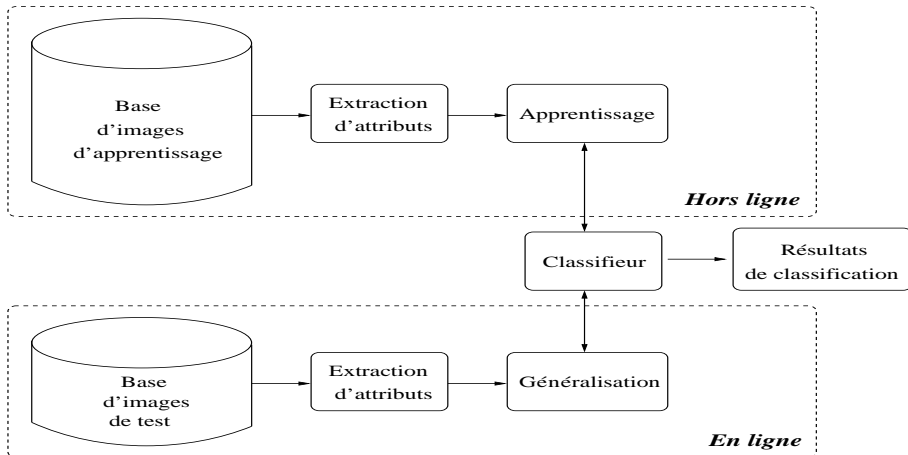 Base
d'images
d'apprentissage
Extraction
d'attributs
Apprentissage
Hors ligne
Classifieur
Résultats
de classification
Base
d'images
de test
Extraction
d'attributs
Généralisation
En ligne